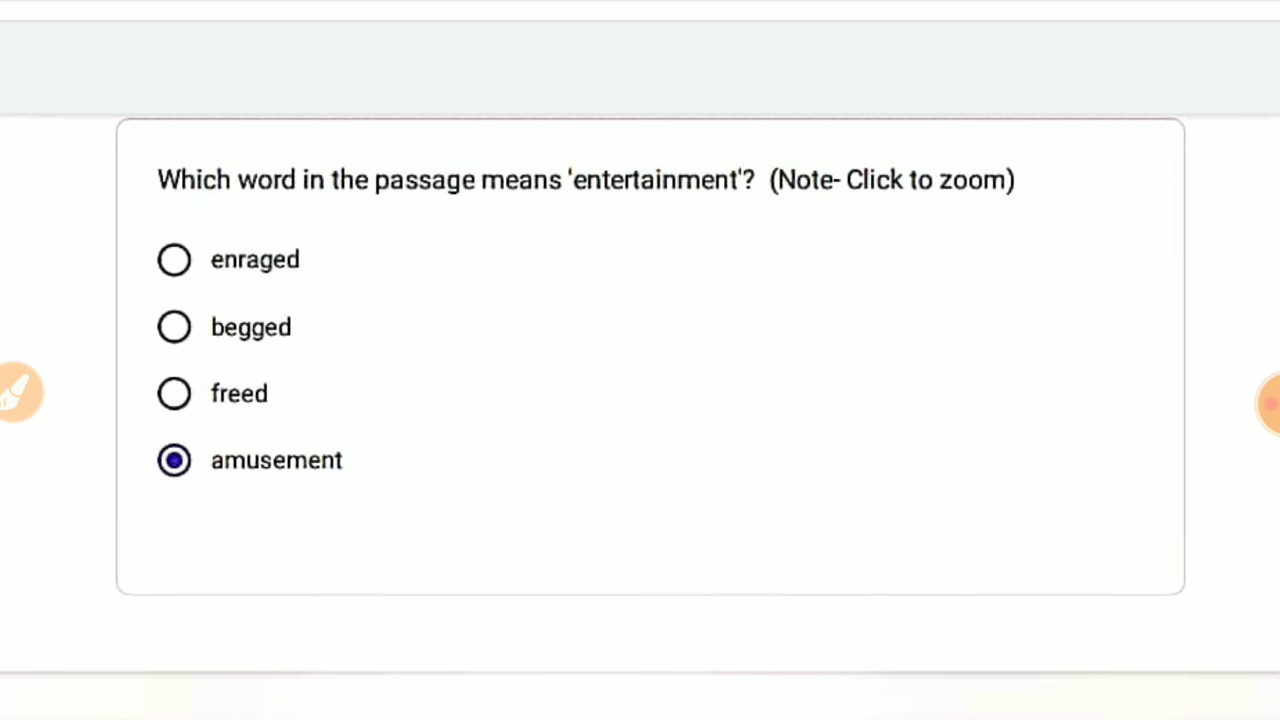 Which word in the passage means 'entertainment'? (Note- Click to zoom)
enraged
begged
freed
amusement